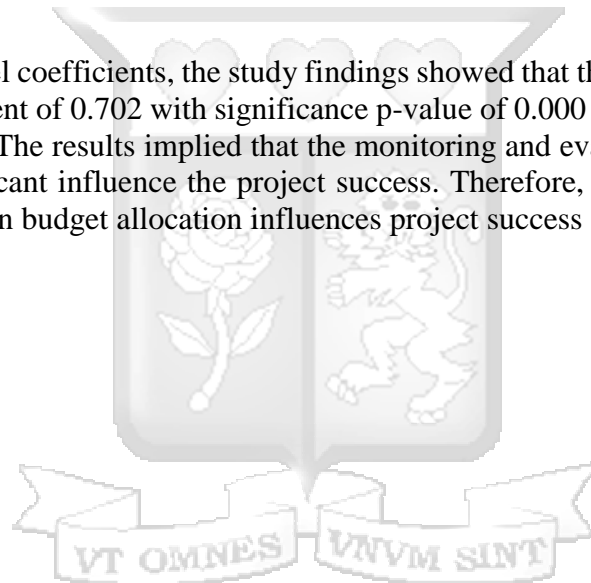 el coefficients, the study findings showed that th
ent of 0.702 with significance p-value of 0.000
The results implied that the monitoring and ev
cant influence the project success. Therefore,
n budget allocation influences project success
VT OMNES VNVM SINT